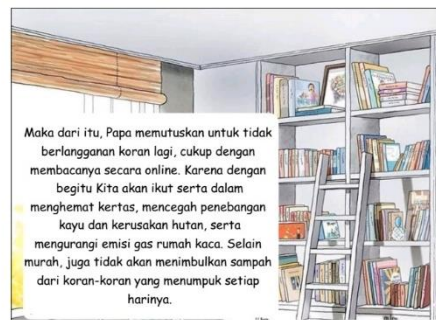 Maka dari itu, Papa memutuskan untuk tidak
berlangganan koran lagi, cukup dengan
membacanya secara online. Karena dengan
begitu Kita akan ikut serta dalam
menghemat kertas, mencegah penebangan
kayu dan kerusakan hutan, serta
mengurangi emisi gas rumah kaca. Selain
murah, juga tidak akan menimbulkan sampah
dari koran-koran yang menumpuk setiap
harinya.